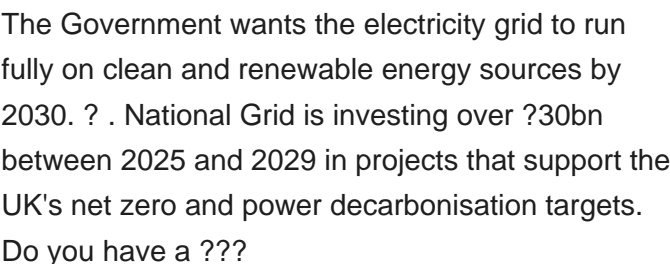 The Government wants the electricity grid to run
fully on clean and renewable energy sources by
2030. ? . National Grid is investing over ?30bn
between 2025 and 2029 in projects that support the
UK's net zero and power decarbonisation targets.
Do you have a ???